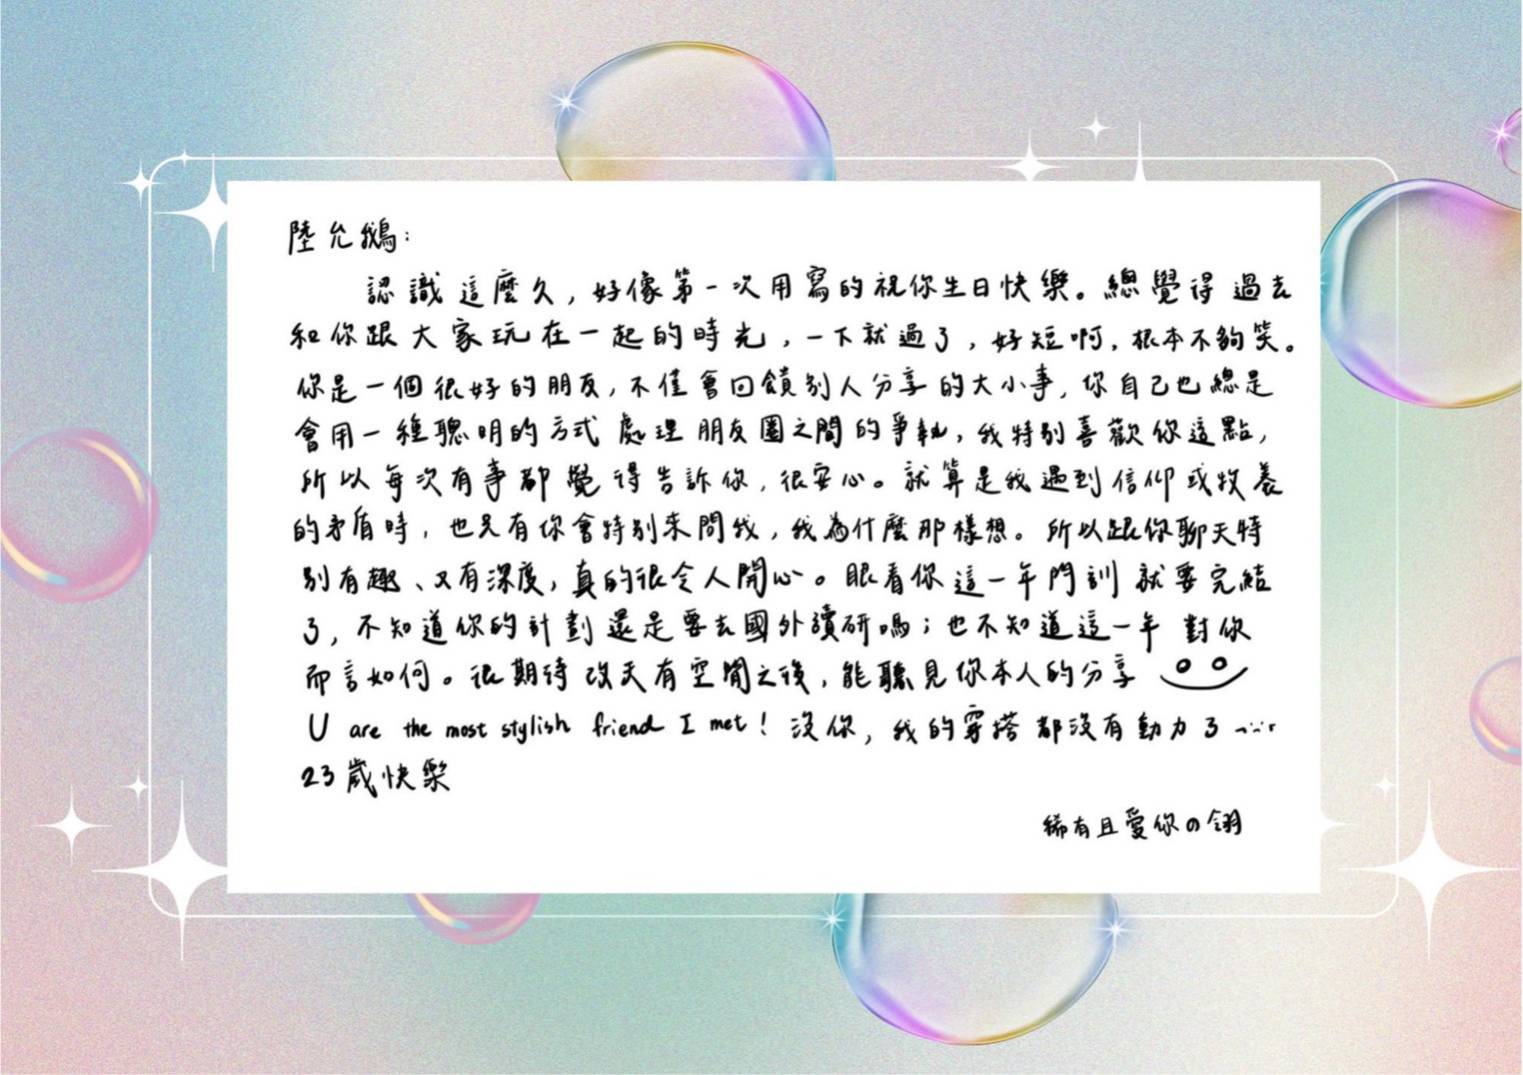 陸允鵝：
認識這麼久，好像第一次用寫的祝你生日快樂。總覺得過去
和你跟大家玩在一起的時光，一下就過了，好短啊，根本不夠笑。
你是一個很好的朋友，不僅會回饋別人分享的大小事，你自己也總是
會用一種聰明的方式處理朋友圈之間的爭執，我特別喜歡你這點，
所以每次有事都覺得告訴你，很安心。就算是我遇到信仰或牧養
的矛盾時，也只有你會特別來問我，我為什麼那樣想。所以跟你聊天特
別有趣、又有深度，真的很令人開心。眼看你這一年門訓就要完結
了，不知道你的計劃還是要去國外讀研嗎；也不知道這一年對你
而言如何。很期待改天有空閒之後，能聽見你本人的分享
U are the most stylish friend I met! 沒你，我的穿搭都沒有動力了
23歲快樂
稀有且愛你の翎